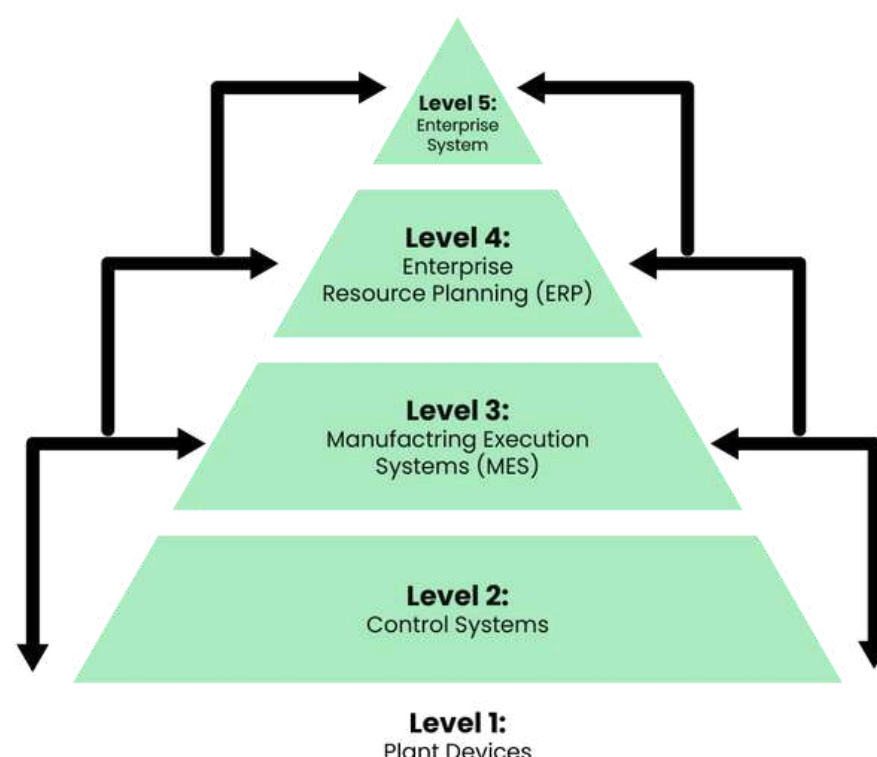 Level 5:
Enterprise
System
Level 4:
Enterprise
Resource Planning (ERP)
Level 3:
Manufactring Execution
Systems (MES)
Level 2:
Control Systems
Level 1:
Plant Devices